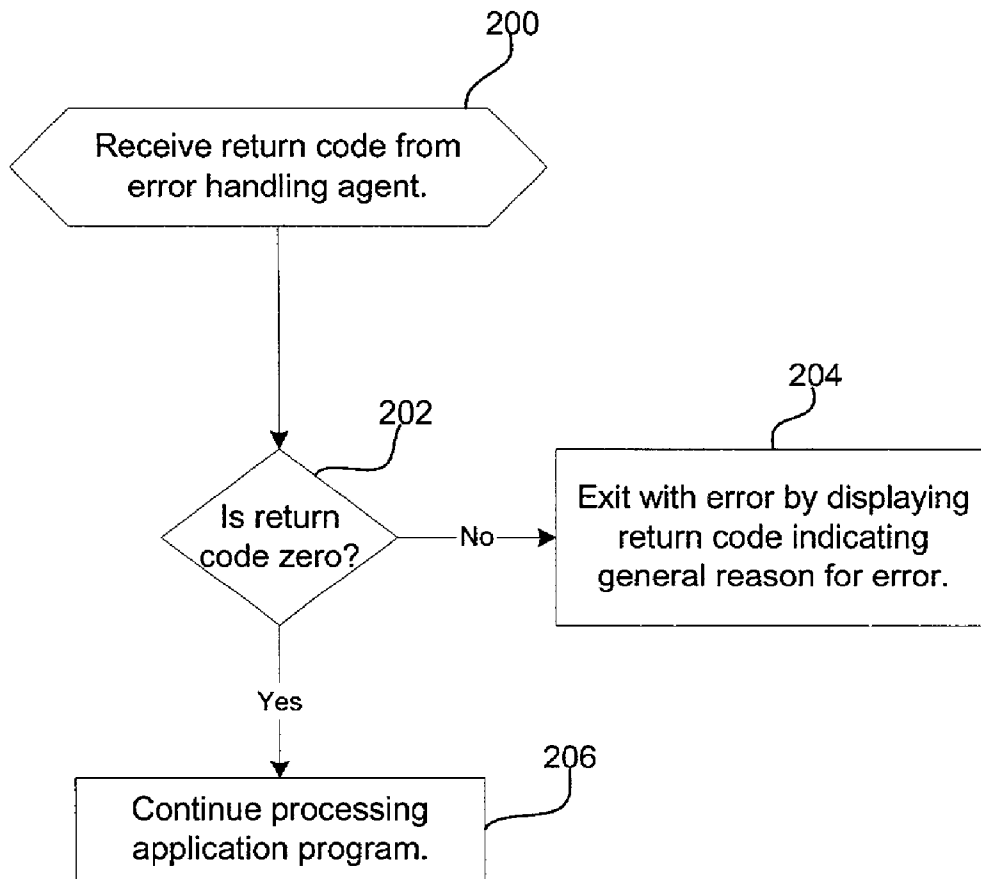 200
Receive return code from
error handling agent.
202
Is return
code zero?
No
204
Exit with error by displaying
return code indicating
general reason for error.
Yes
206
Continue processing
application program.